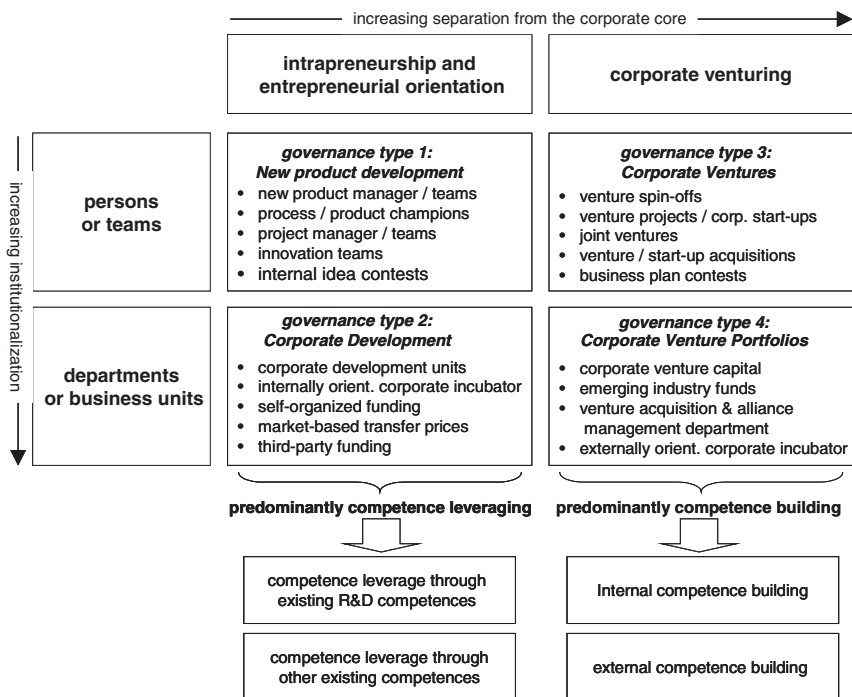 increasing separation from the corporate core
intrapreneurship and
entrepreneurial orientation
corporate venturing
increasing institutionalization
persons
or teams
governance type 1:
New product development
• new product manager / teams
• process / product champions
• project manager / teams
• innovation teams
• internal idea contests
governance type 3:
Corporate Ventures
• venture spin-offs
• venture projects / corp. start-ups
• joint ventures
• venture / start-up acquisitions
• business plan contests
departments
or business units
governance type 2:
Corporate Development
• corporate development units
• internally orient. corporate incubator
• self-organized funding
• market-based transfer prices
• third-party funding
governance type 4:
Corporate Venture Portfolios
• corporate venture capital
• emerging industry funds
• venture acquisition & alliance
management department
• externally orient. corporate incubator
predominantly competence leveraging
predominantly competence building
competence leverage through
existing R&D competences
Internal competence building
competence leverage through
other existing competences
external competence building